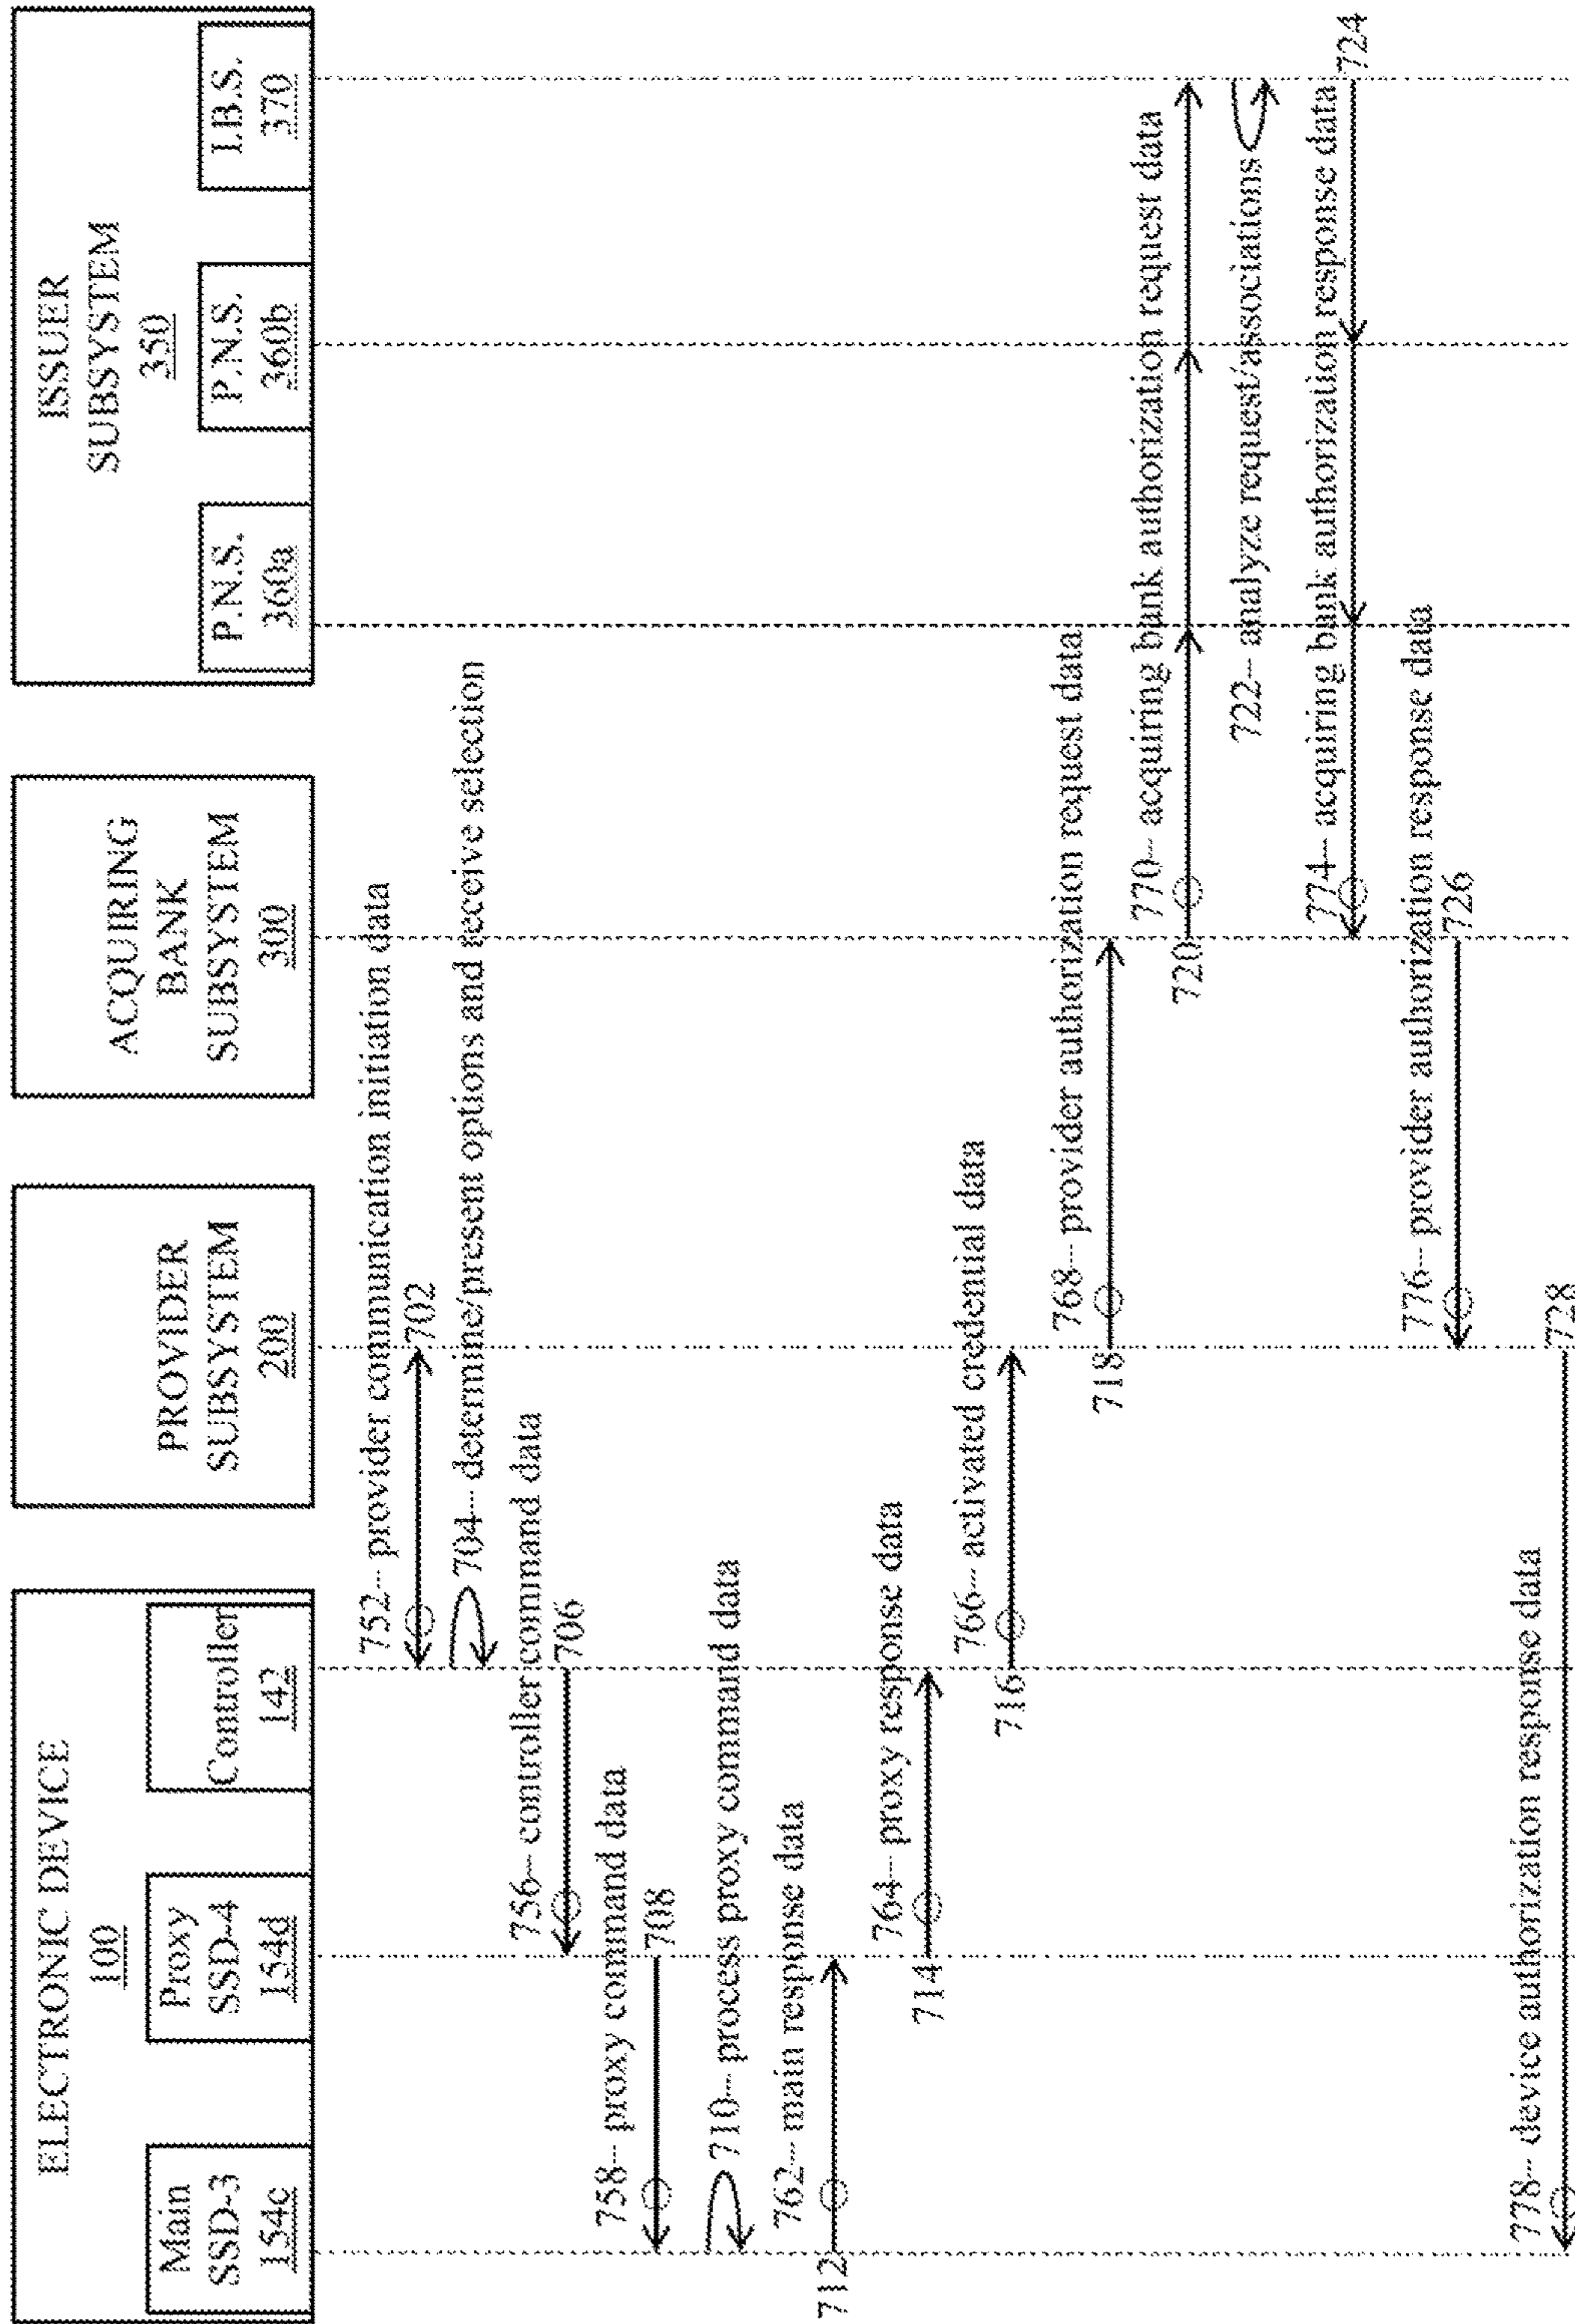 ELECTRONIC DEVICE
100
Main
SSD-3
154c
Proxy
SSD-4
154d
Controller
142
PROVIDER
SUBSYSTEM
200
ACQUIRING
BANK
SUBSYSTEM
300
ISSUER
SUBSYSTEM
350
P.N.S.
360a
P.N.S.
360b
I.B.S.
370
752-- provider communication initiation data
702
704-- determine/present options and receive selection
756-- controller command data
706
758-- proxy command data
708
710-- process proxy command data
762-- main response data
712
764-- proxy response data
714
766-- activated credential data
716
768-- provider authorization request data
718
770-- acquiring bank authorization request data
720
722-- analyze request/associations
774-- acquiring bank authorization response data
724
776-- provider authorization response data
726
778-- device authorization response data
728